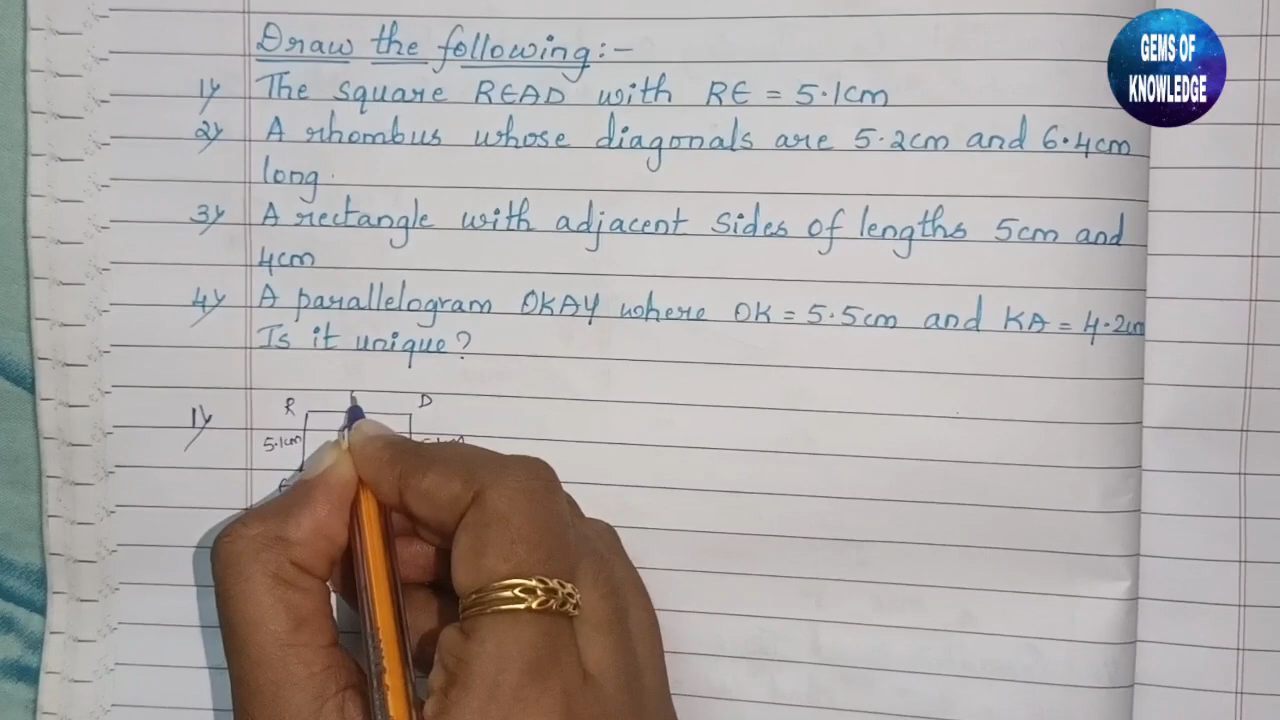 Draw the following:-
1) The square READ with RE = 5.1cm
2) A rhombus whose diagonals are 5.2cm and 6.4cm
long.
3) A rectangle with adjacent sides of lengths 5cm and
4cm
4) A parallelogram OKAY where OK = 5.5cm and KA = 4.2cm
Is it unique?
1)
R D
5.1cm
GEMS OF
KNOWLEDGE